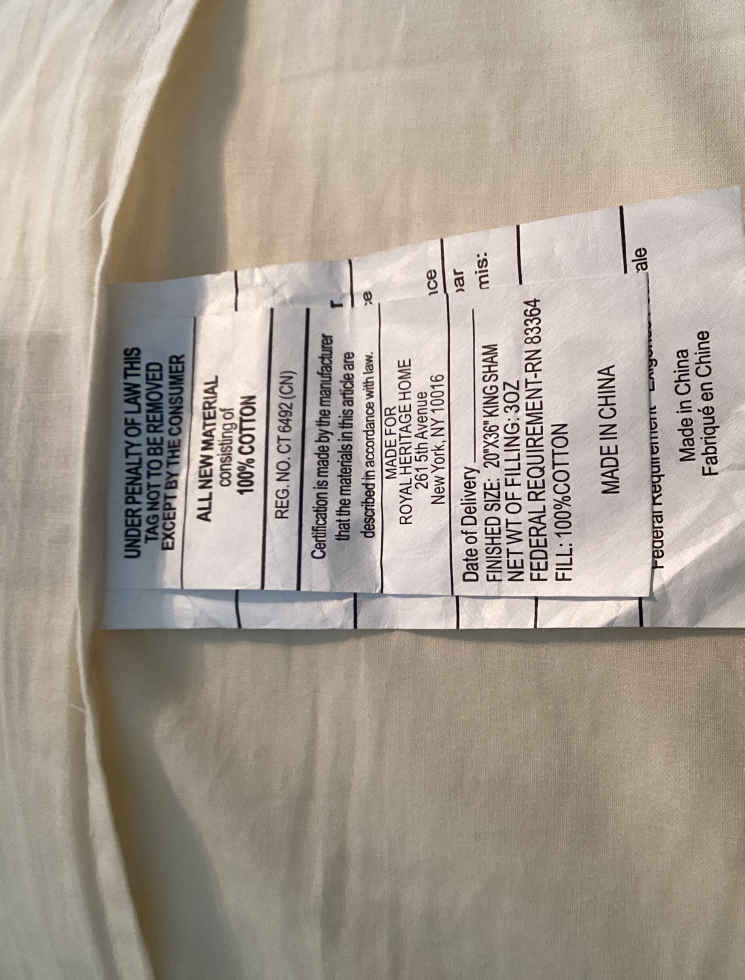 UNDER PENALTY OF LAW THIS
TAG NOT TO BE REMOVED
EXCEPT BY THE CONSUMER
ALL NEW MATERIAL
consisting of
100% COTTON
REG. NO. CT 6492 (CN)
Certification is made by the manufacturer
that the materials in this article are
described in accordance with law.
MADE FOR
ROYAL HERITAGE HOME
261 5th Avenue
New York, NY 10016
Date of Delivery
FINISHED SIZE: 20"X36" KING SHAM
NET WT OF FILLING: 3OZ
FEDERAL REQUIREMENT-RN 83364
FILL: 100%COTTON
MADE IN CHINA
mis:
Federal Requirement
Made in China
Fabriqué en Chine